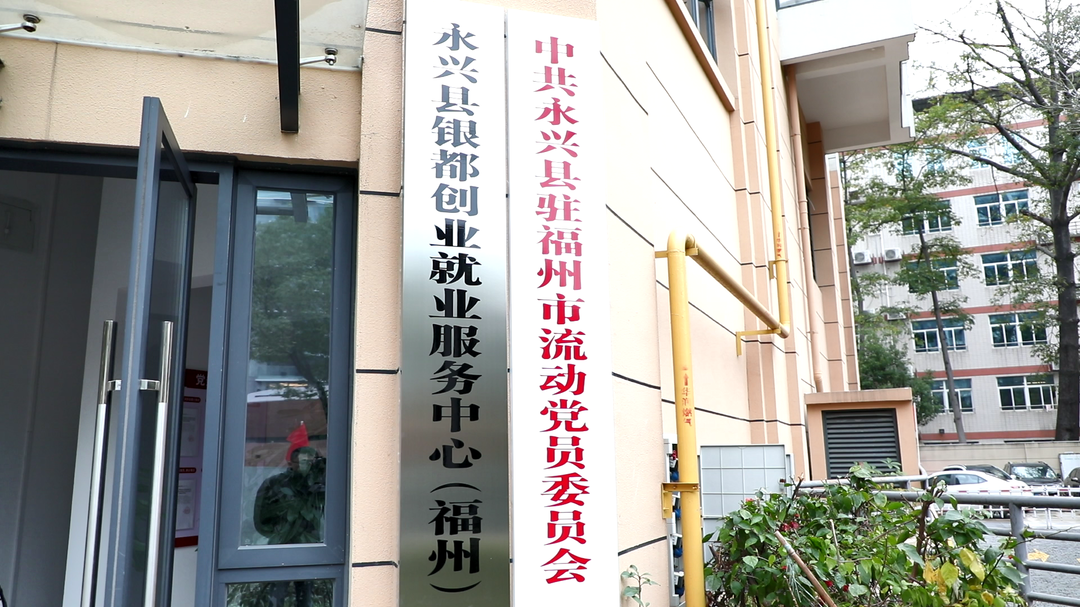 中共永兴县驻福州市流动党员委员会
永兴县银都创业就业服务中心（福州）
党